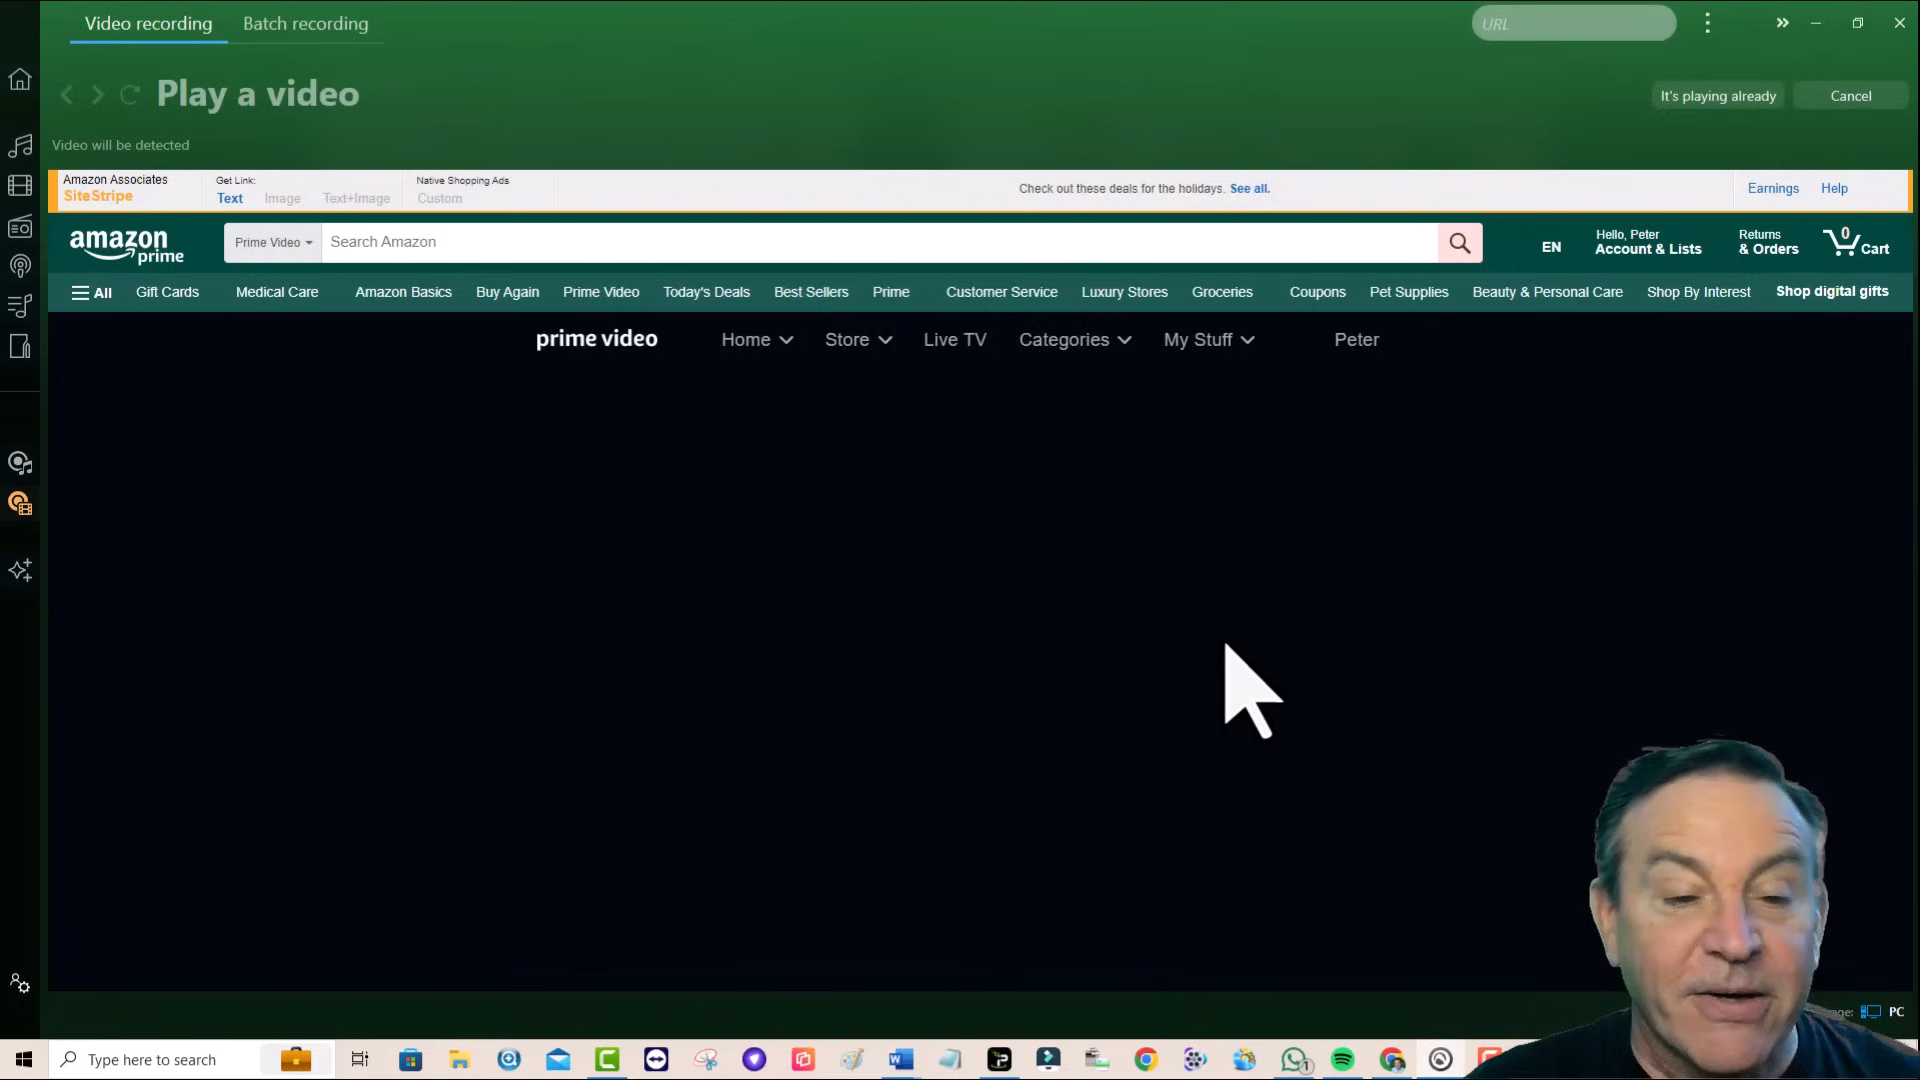 Video recording
Batch recording
URL
Play a video
It's playing already
Cancel
Video will be detected
Amazon Associates
SiteStripe
Get Link:
Text
Image
Text+Image
Native Shopping Ads
Custom
Check out these deals for the holidays. See all.
Earnings
Help
amazon prime
Prime Video
Search Amazon
EN
Hello, Peter
Account & Lists
Returns
& Orders
0
Cart
All
Gift Cards
Medical Care
Amazon Basics
Buy Again
Prime Video
Today's Deals
Best Sellers
Prime
Customer Service
Luxury Stores
Groceries
Coupons
Pet Supplies
Beauty & Personal Care
Shop By Interest
Shop digital gifts
prime video
Home
Store
Live TV
Categories
My Stuff
Peter
PC
Type here to search
1